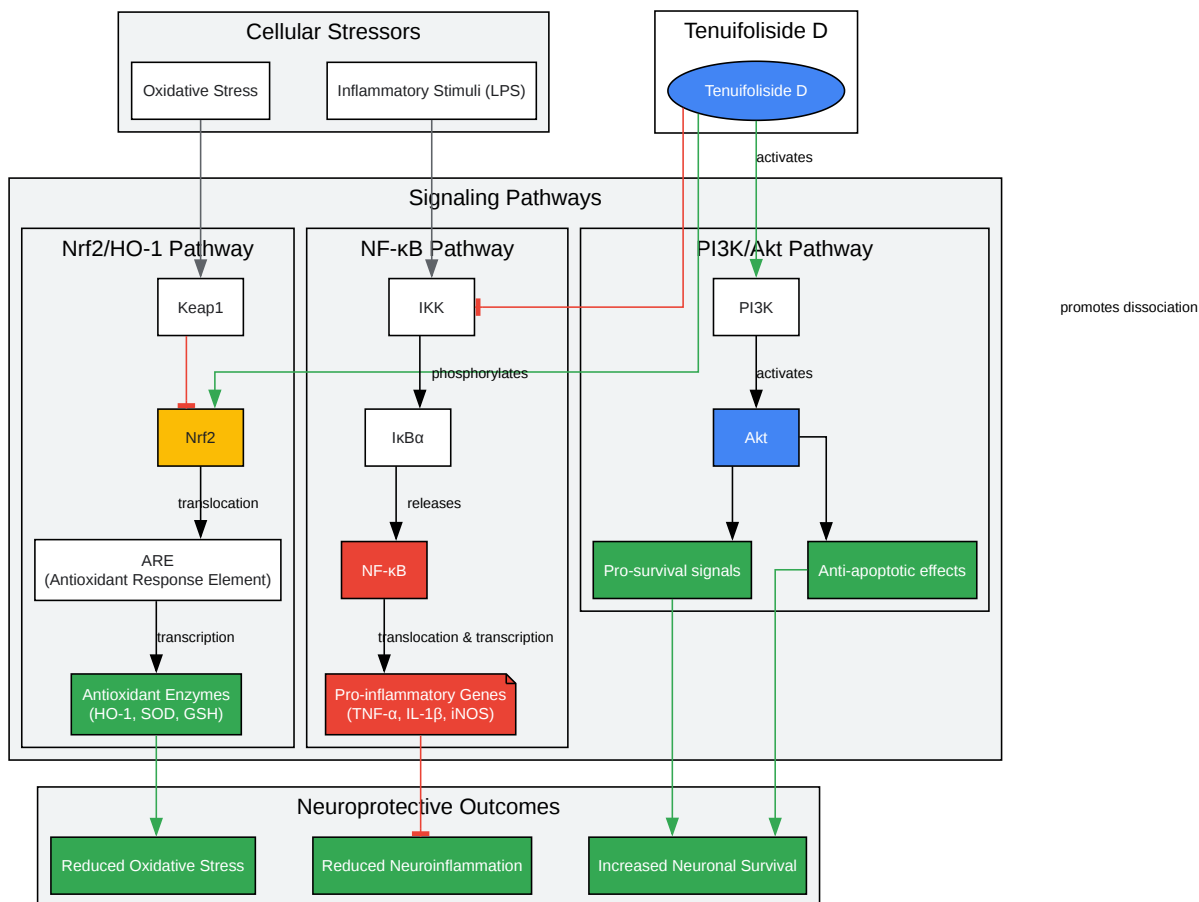 Cellular Stressors
Tenuifoliside D
Oxidative Stress
Inflammatory Stimuli (LPS)
Tenuifoliside D
activates
Signaling Pathways
Nrf2/HO-1 Pathway
NF-κB Pathway
PI3K/Akt Pathway
Keap1
IKK
PI3K
promotes dissociation
phosphorylates
activates
Nrf2
IκBα
Akt
translocation
releases
ARE
(Antioxidant Response Element)
NF-κB
Pro-survival signals
Anti-apoptotic effects
transcription
translocation & transcription
Antioxidant Enzymes
(HO-1, SOD, GSH)
Pro-inflammatory Genes
(TNF-α, IL-1β, iNOS)
Neuroprotective Outcomes
Reduced Oxidative Stress
Reduced Neuroinflammation
Increased Neuronal Survival